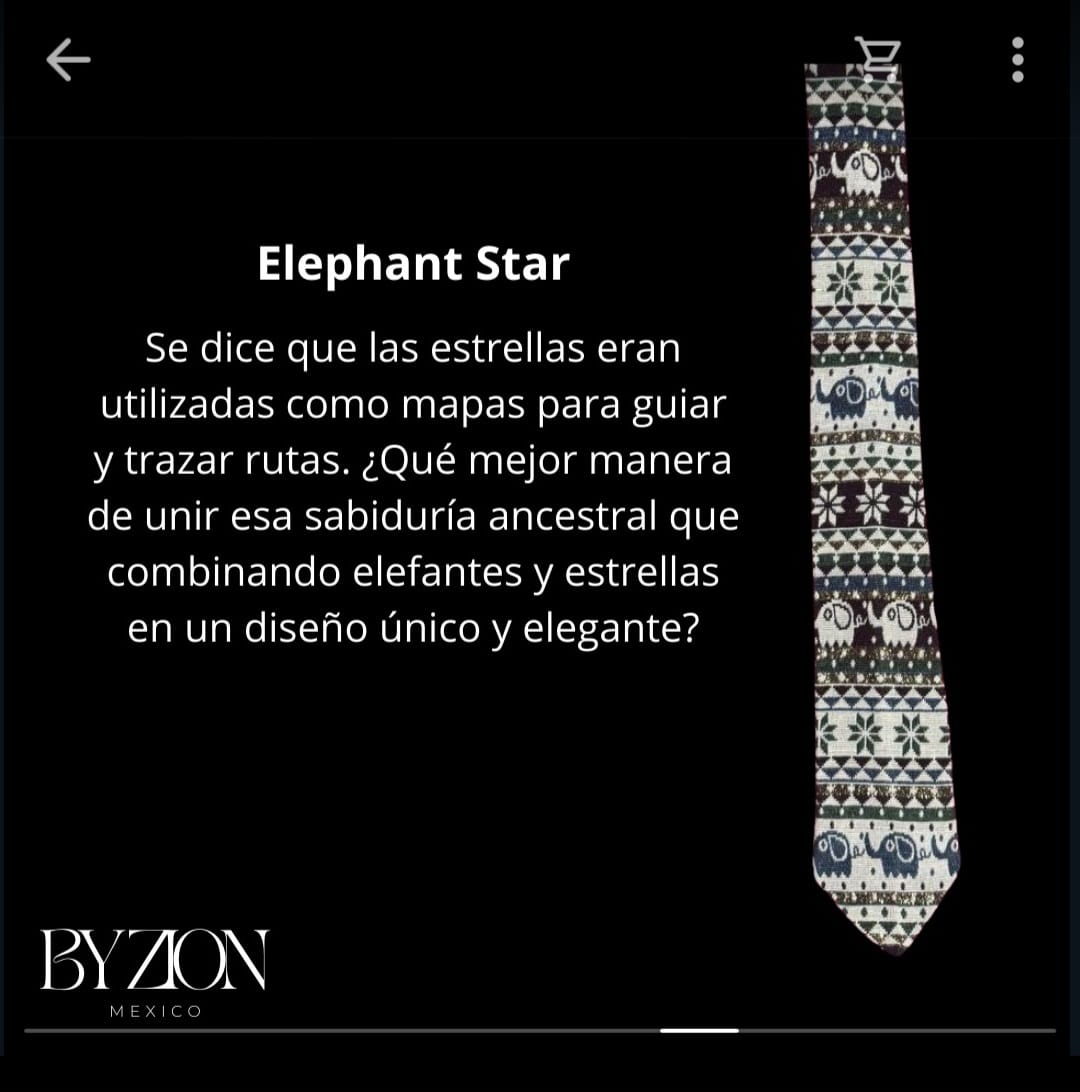 Elephant Star
Se dice que las estrellas eran
utilizadas como mapas para guiar
y trazar rutas. ¿Qué mejor manera
de unir esa sabiduría ancestral que
combinando elefantes y estrellas
en un diseño único y elegante?
BYZION
MEXICO